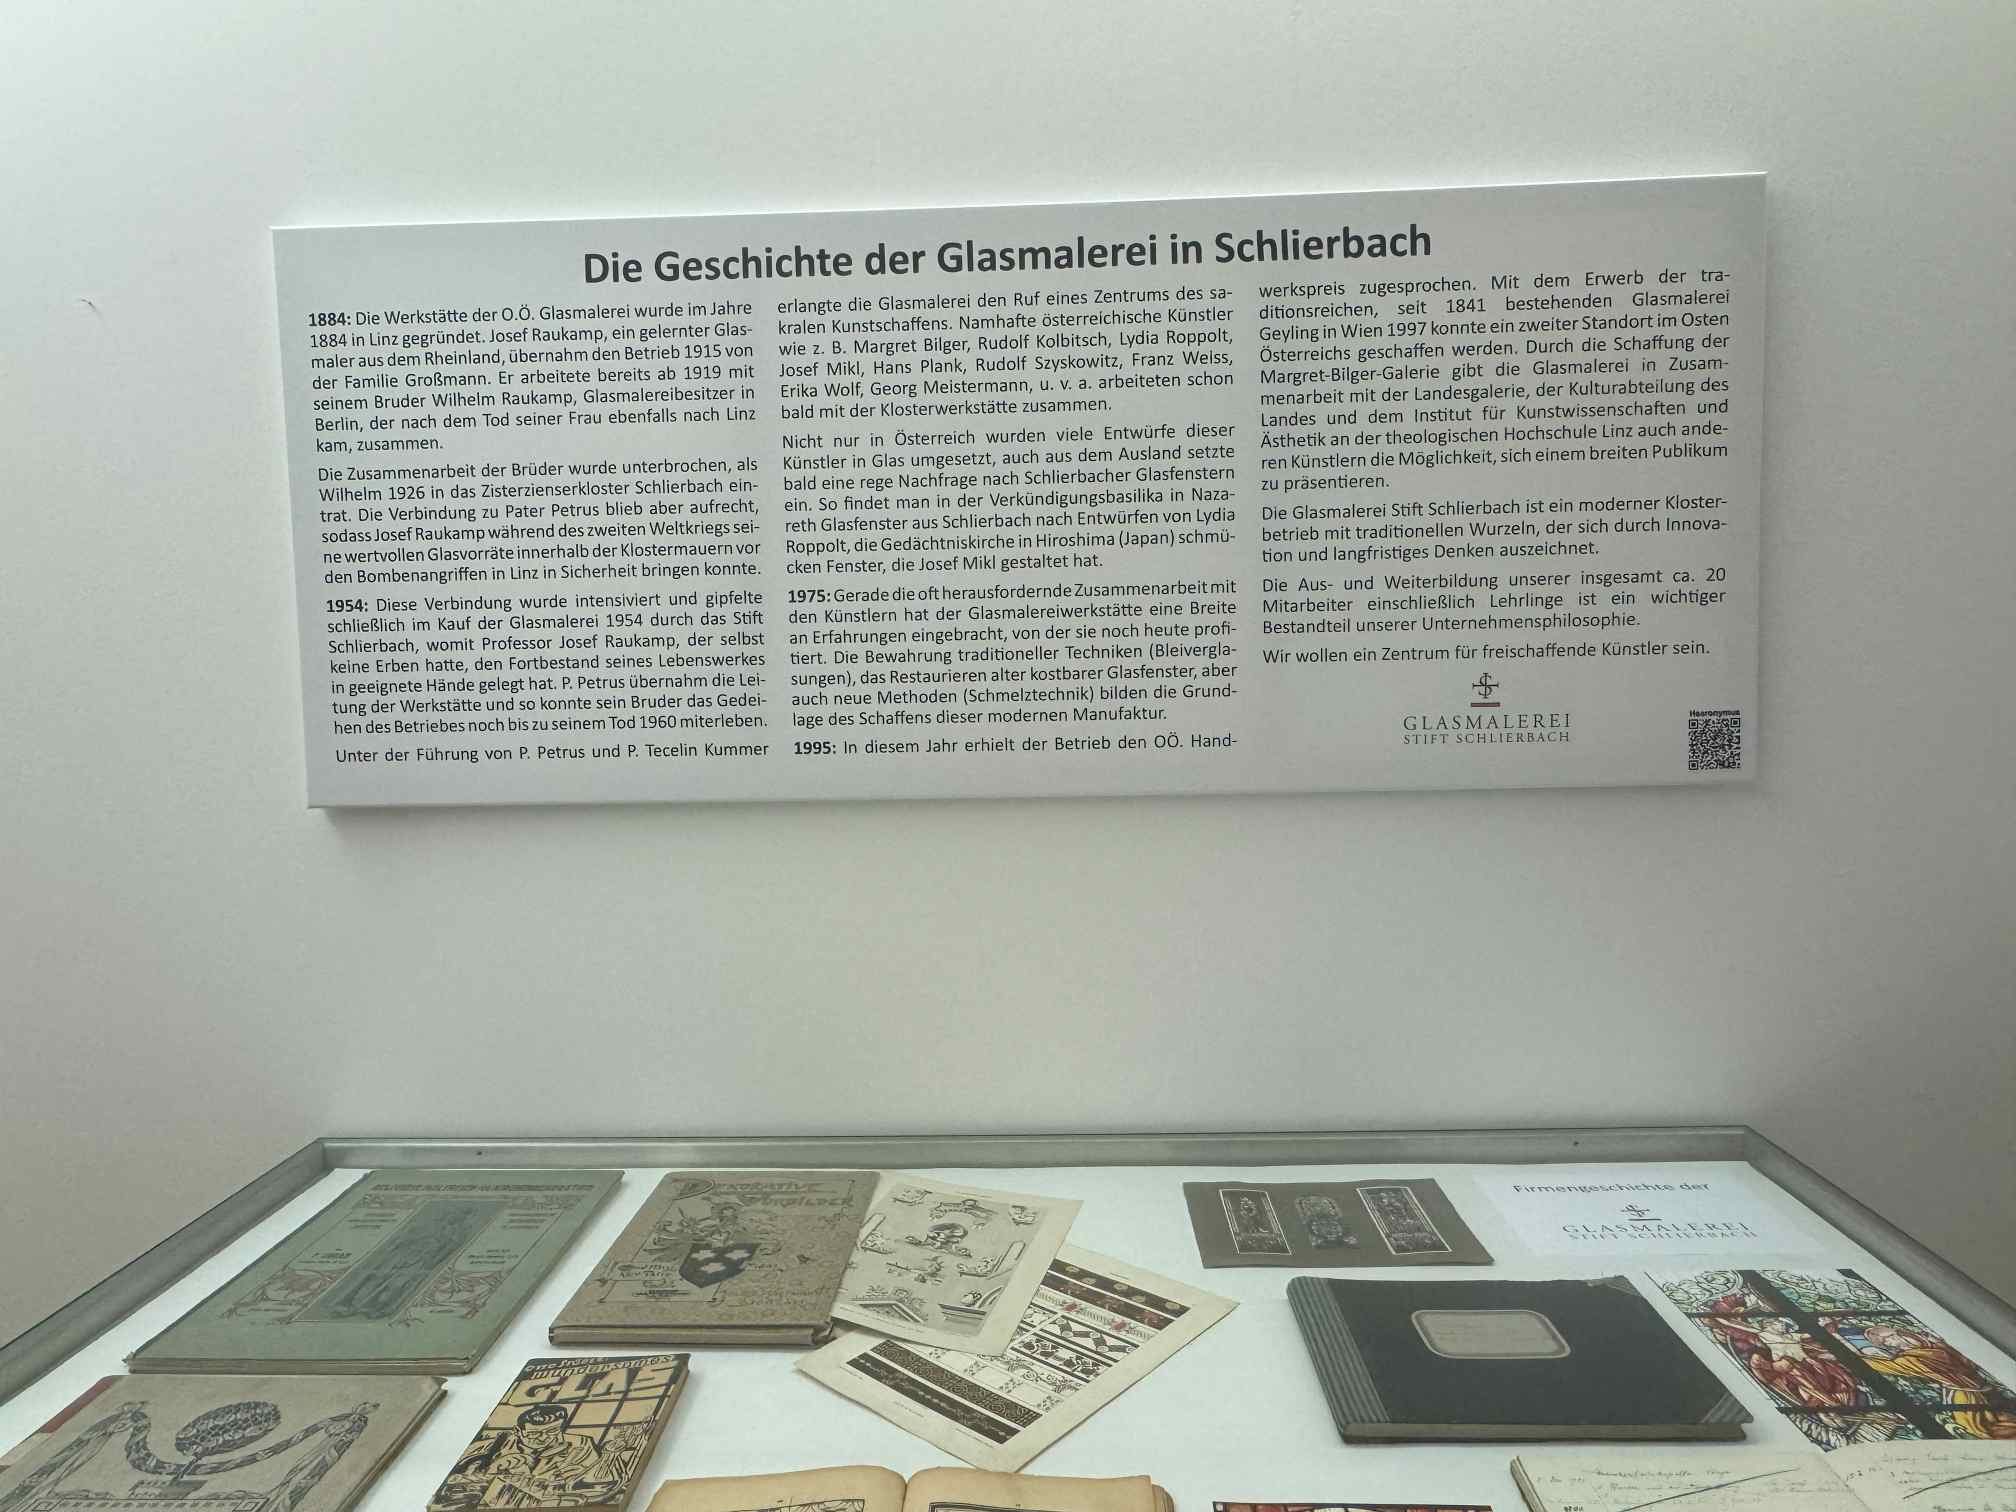 Die Geschichte der Glasmalerei in Schlierbach
1884: Die Werkstätte der O.Ö. Glasmalerei wurde im Jahre
1884 in Linz gegründet. Josef Raukamp, ein gelernter Glas-
maler aus dem Rheinland, übernahm den Betrieb 1915 von
der Familie Großmann. Er arbeitete bereits ab 1919 mit
seinem Bruder Wilhelm Raukamp, Glasmalereibesitzer in
Berlin, der nach dem Tod seiner Frau ebenfalls nach Linz
kam, zusammen.
Die Zusammenarbeit der Brüder wurde unterbrochen, als
Wilhelm 1926 in das Zisterzienserkloster Schlierbach ein-
trat. Die Verbindung zu Pater Petrus blieb aber aufrecht,
sodass Josef Raukamp während des zweiten Weltkriegs sei-
ne wertvollen Glasvorräte innerhalb der Klostermauern vor
den Bombenangriffen in Linz in Sicherheit bringen konnte.
1954: Diese Verbindung wurde intensiviert und gipfelte
schließlich im Kauf der Glasmalerei 1954 durch das Stift
Schlierbach, womit Professor Josef Raukamp, der selbst
keine Erben hatte, den Fortbestand seines Lebenswerkes
in geeignete Hände gelegt hat. P. Petrus übernahm die Lei-
tung der Werkstätte und so konnte sein Bruder das Gedei-
hen des Betriebes noch bis zu seinem Tod 1960 miterleben.
Unter der Führung von P. Petrus und P. Tecelin Kummer
erlangte die Glasmalerei den Ruf eines Zentrums des sa-
kralen Kunstschaffens. Namhafte österreichische Künstler
wie z. B. Margret Bilger, Rudolf Kolbitsch, Lydia Roppolt,
Josef Mikl, Hans Plank, Rudolf Szyskowitz, Franz Weiss,
Erika Wolf, Georg Meistermann, u. v. a. arbeiteten schon
bald mit der Klosterwerkstätte zusammen.
Nicht nur in Österreich wurden viele Entwürfe dieser
Künstler in Glas umgesetzt, auch aus dem Ausland setzte
bald eine rege Nachfrage nach Schlierbacher Glasfenstern
ein. So findet man in der Verkündigungsbasilika in Naza-
reth Glasfenster aus Schlierbach nach Entwürfen von Lydia
Roppolt, die Gedächtniskirche in Hiroshima (Japan) schmü-
cken Fenster, die Josef Mikl gestaltet hat.
1975: Gerade die oft herausfordernde Zusammenarbeit mit
den Künstlern hat der Glasmalereiwerkstätte eine Breite
an Erfahrungen eingebracht, von der sie noch heute profi-
tiert. Die Bewahrung traditioneller Techniken (Bleivergla-
sungen), das Restaurieren alter kostbarer Glasfenster, aber
auch neue Methoden (Schmelztechnik) bilden die Grund-
lage des Schaffens dieser modernen Manufaktur.
1995: In diesem Jahr erhielt der Betrieb den OÖ. Hand-
werkspreis zugesprochen. Mit dem Erwerb der tra-
ditionsreichen, seit 1841 bestehenden Glasmalerei
Geyling in Wien 1997 konnte ein zweiter Standort im Osten
Österreichs geschaffen werden. Durch die Schaffung der
Margret-Bilger-Galerie gibt die Glasmalerei in Zusam-
menarbeit mit der Landesgalerie, der Kulturabteilung des
Landes und dem Institut für Kunstwissenschaften und
Ästhetik an der theologischen Hochschule Linz auch ande-
ren Künstlern die Möglichkeit, sich einem breiten Publikum
zu präsentieren.
Die Glasmalerei Stift Schlierbach ist ein moderner Kloster-
betrieb mit traditionellen Wurzeln, der sich durch Innova-
tion und langfristiges Denken auszeichnet.
Die Aus- und Weiterbildung unserer insgesamt ca. 20
Mitarbeiter einschließlich Lehrlinge ist ein wichtiger
Bestandteil unserer Unternehmensphilosophie.
Wir wollen ein Zentrum für freischaffende Künstler sein.
GLASMALEREI
STIFT SCHLIERBACH
Hearonymus
DEKORATIVE
VORBILDER
Firmengeschichte der
GLASMALEREI
STIFT SCHLIERBACH
wundersames
GLAS